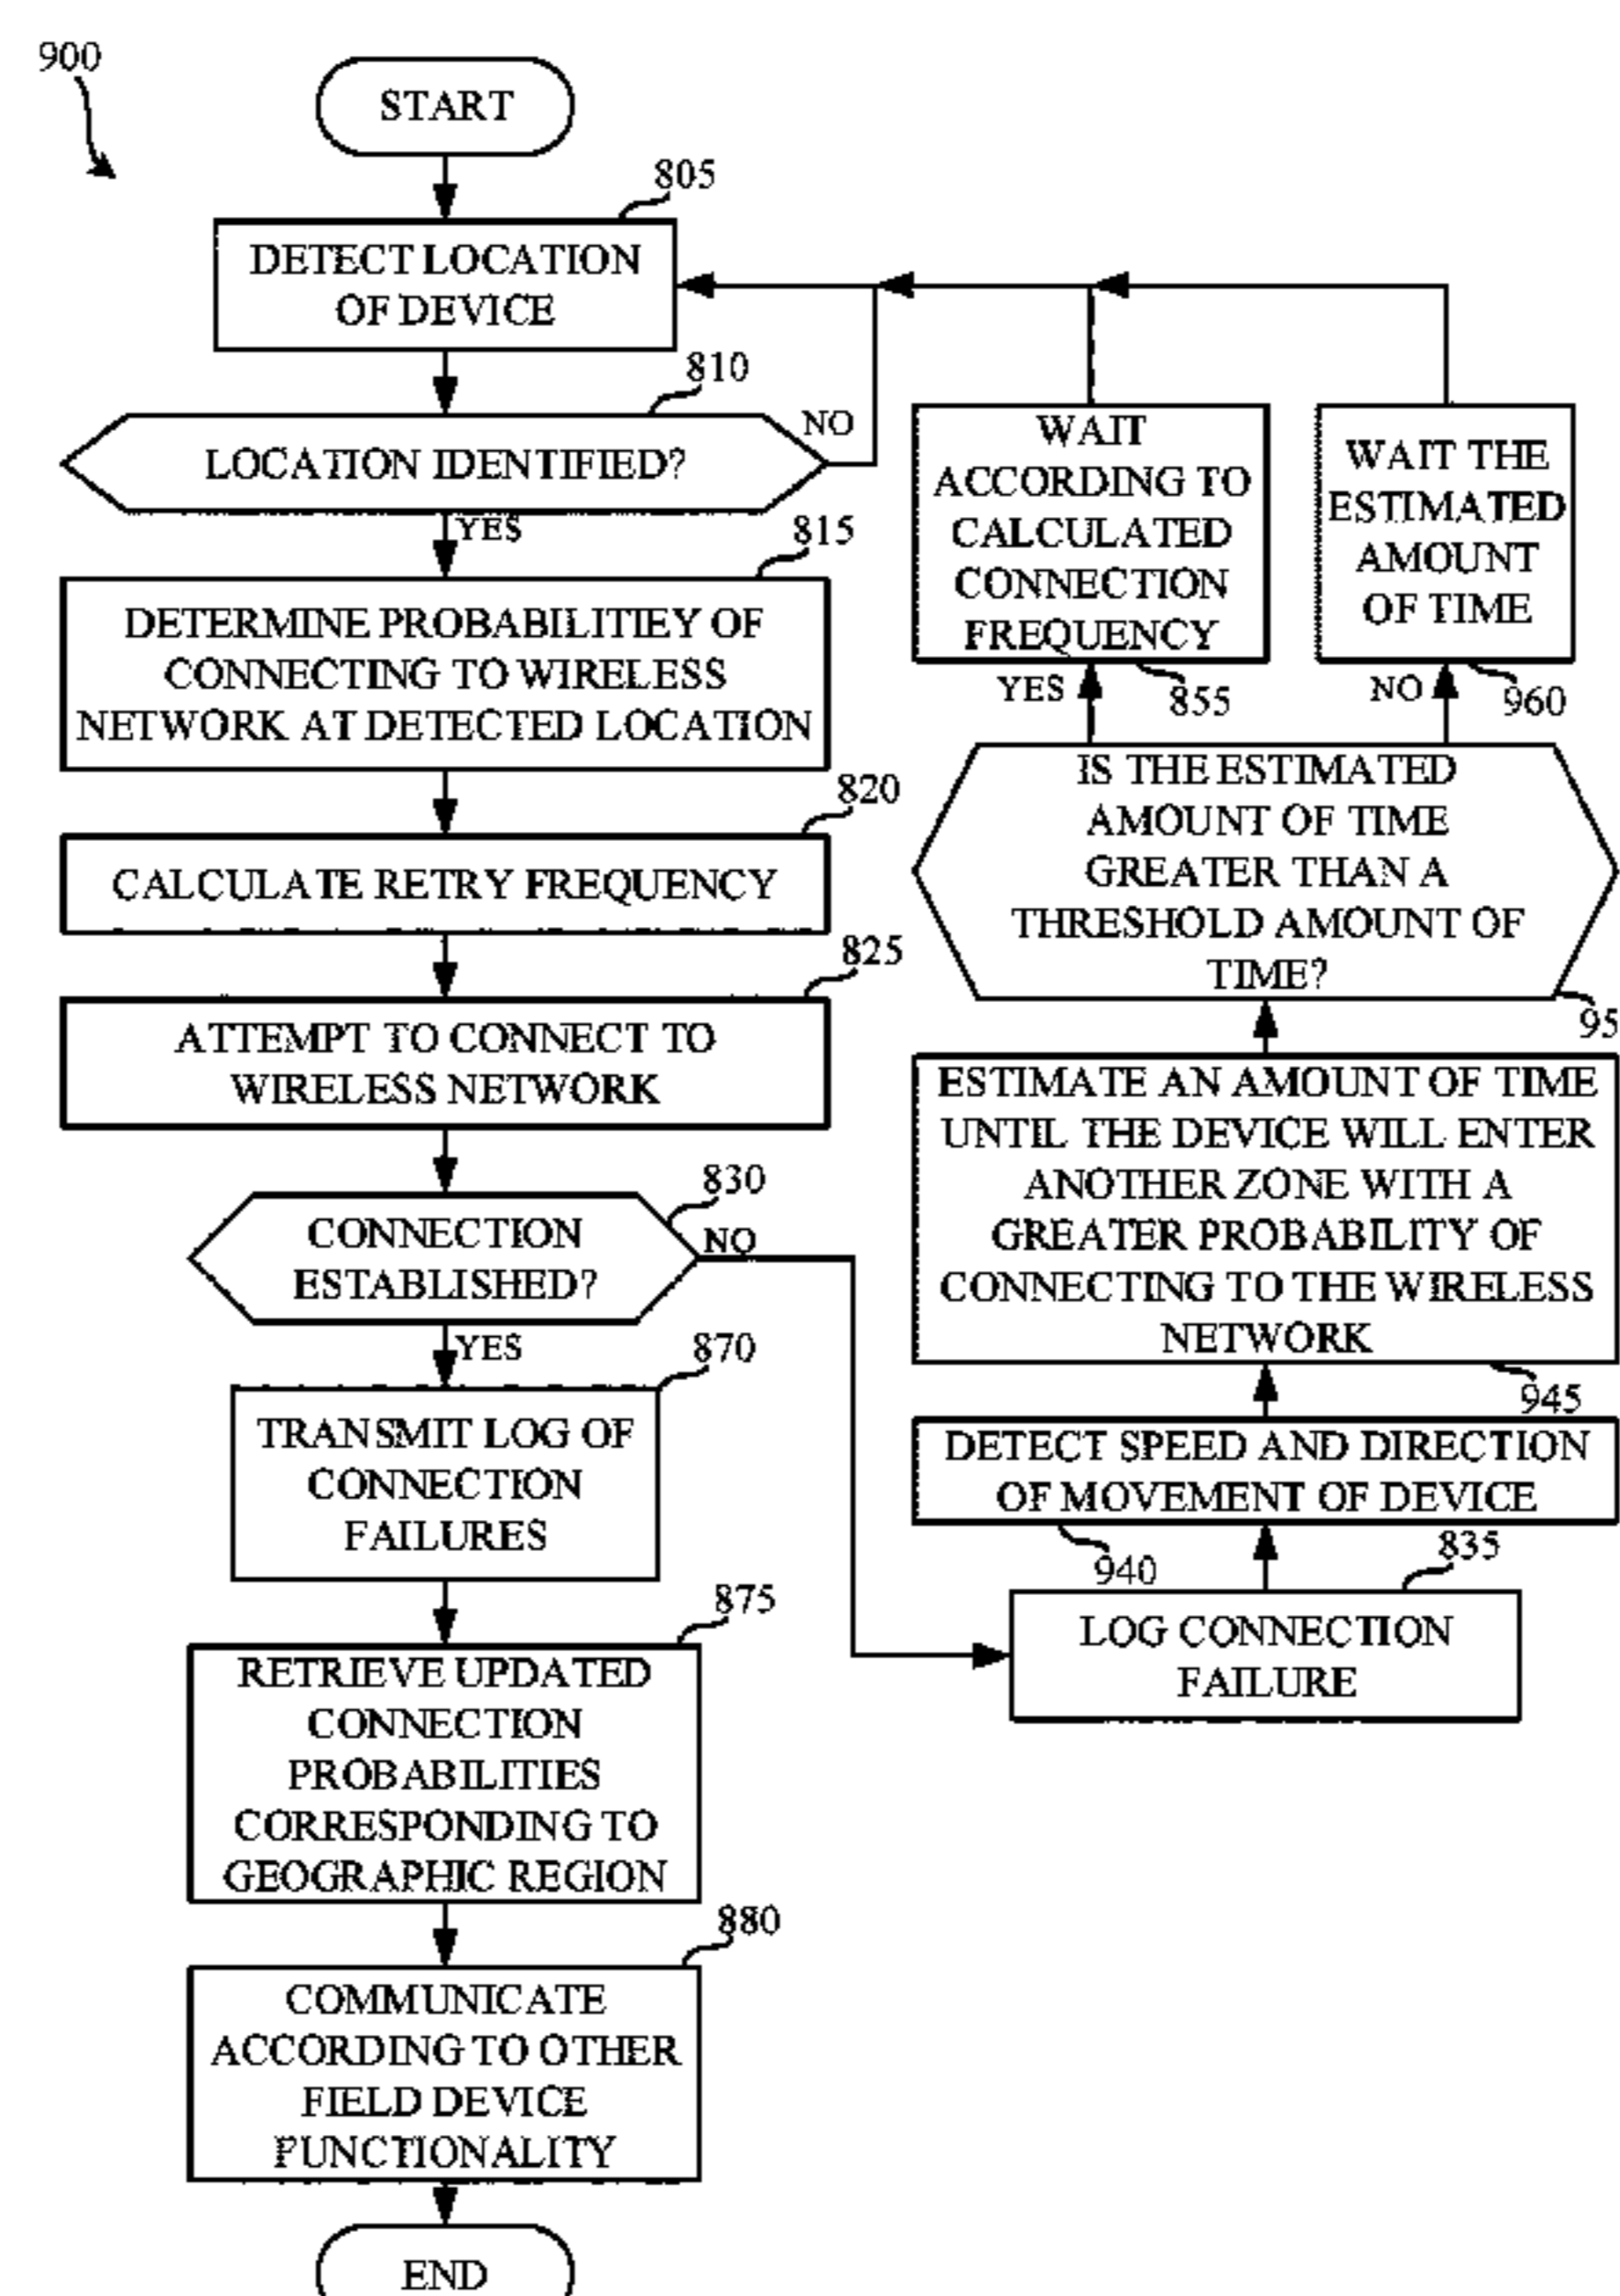 900
START
805
DETECT LOCATION
OF DEVICE
810
LOCATION IDENTIFIED?
NO
YES
815
DETERMINE PROBABILITIEY OF
CONNECTING TO WIRELESS
NETWORK AT DETECTED LOCATION
820
CALCULATE RETRY FREQUENCY
825
ATTEMPT TO CONNECT TO
WIRELESS NETWORK
830
CONNECTION
ESTABLISHED?
NO
YES
870
TRANSMIT LOG OF
CONNECTION
FAILURES
875
RETRIEVE UPDATED
CONNECTION
PROBABILITIES
CORRESPONDING TO
GEOGRAPHIC REGION
880
COMMUNICATE
ACCORDING TO OTHER
FIELD DEVICE
FUNCTIONALITY
END
WAIT
ACCORDING TO
CALCULATED
CONNECTION
FREQUENCY
YES
855
WAIT THE
ESTIMATED
AMOUNT
OF TIME
NO
960
IS THE ESTIMATED
AMOUNT OF TIME
GREATER THAN A
THRESHOLD AMOUNT OF
TIME?
95
ESTIMATE AN AMOUNT OF TIME
UNTIL THE DEVICE WILL ENTER
ANOTHER ZONE WITH A
GREATER PROBABILITY OF
CONNECTING TO THE WIRELESS
NETWORK
945
DETECT SPEED AND DIRECTION
OF MOVEMENT OF DEVICE
940
835
LOG CONNECTION
FAILURE